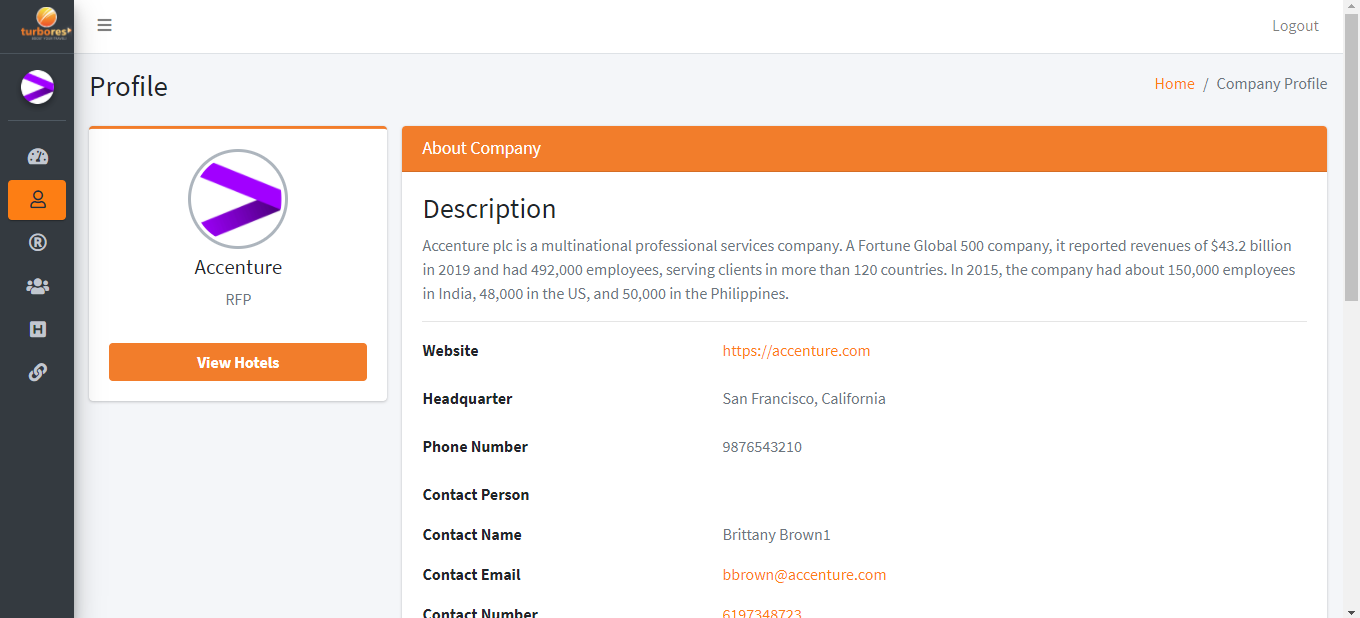 turbores
Logout
Profile
Home / Company Profile
Accenture
RFP
View Hotels
About Company
Description
Accenture plc is a multinational professional services company. A Fortune Global 500 company, it reported revenues of $43.2 billion
in 2019 and had 492,000 employees, serving clients in more than 120 countries. In 2015, the company had about 150,000 employees
in India, 48,000 in the US, and 50,000 in the Philippines.
Website https://accenture.com
Headquarter San Francisco, California
Phone Number 9876543210
Contact Person
Contact Name Brittany Brown1
Contact Email bbrown@accenture.com
Contact Number 6197348723